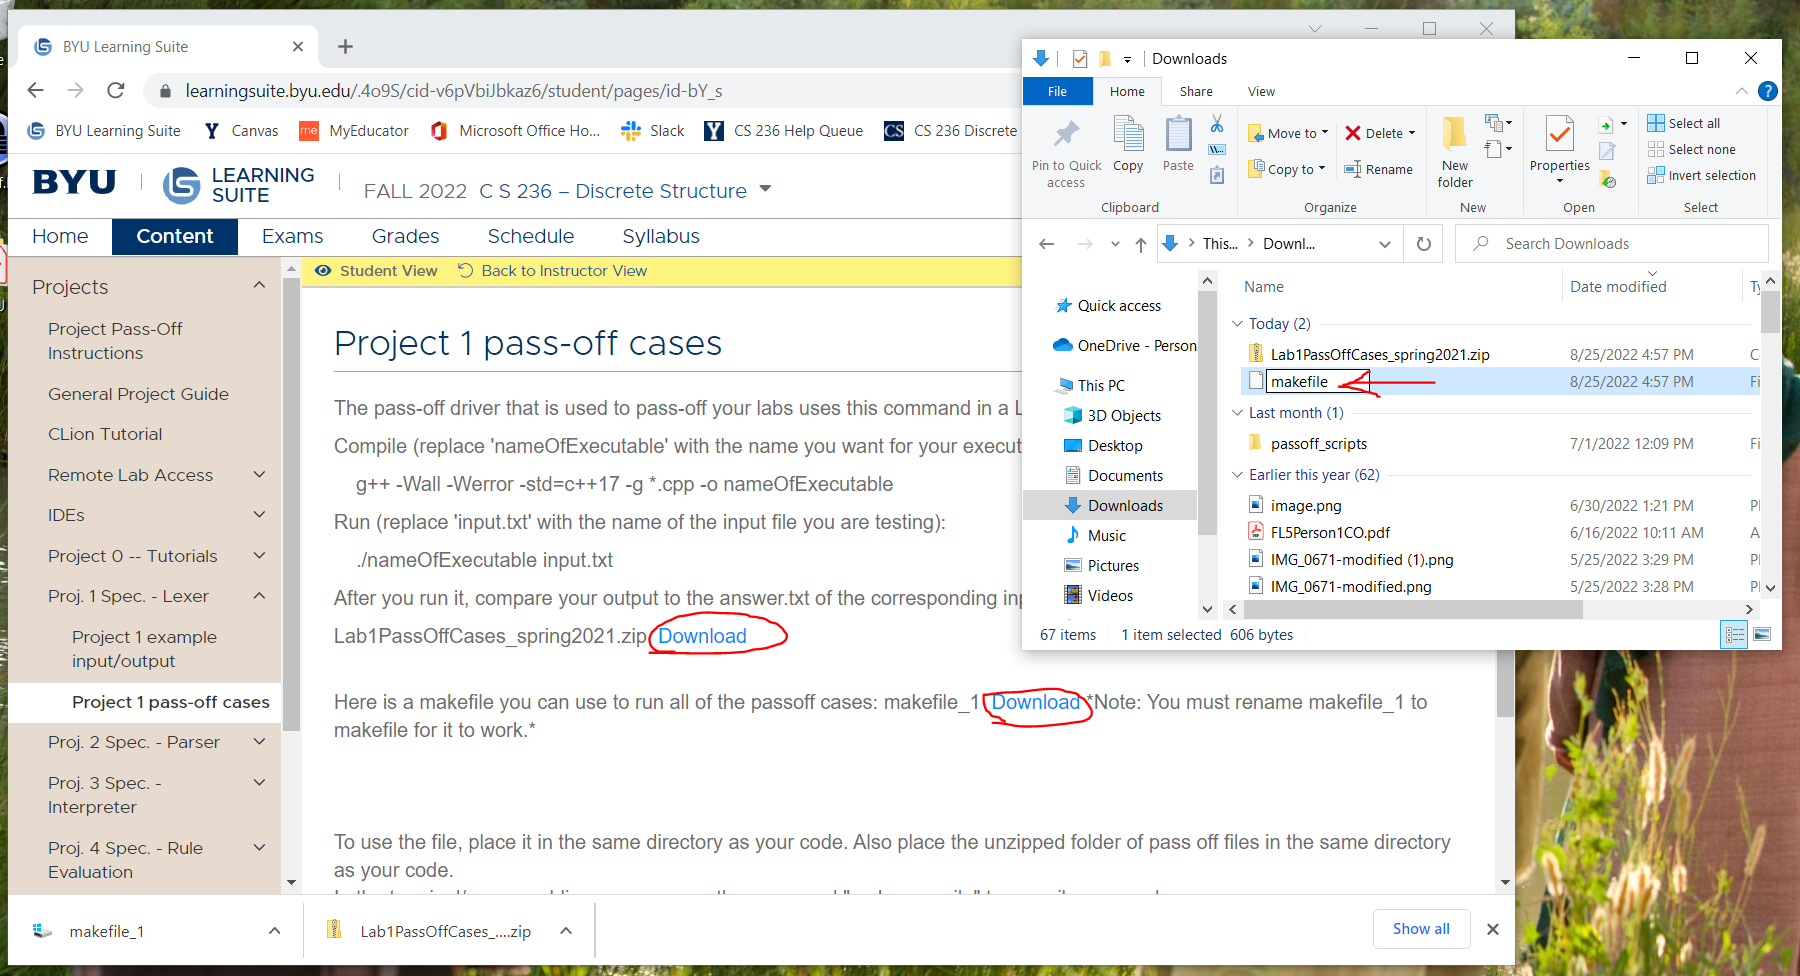 BYU Learning Suite
learningsuite.byu.edu/.4o9S/cid-v6pVbiJbkaz6/student/pages/id-bY_s
BYU Learning Suite
Canvas
me MyEducator
Microsoft Office Ho...
Slack
Y CS 236 Help Queue
CS CS 236 Discrete
BYU
LEARNING
SUITE
FALL 2022 C S 236 – Discrete Structure
Home
Content
Exams
Grades
Schedule
Syllabus
Projects
Project Pass-Off
Instructions
General Project Guide
CLion Tutorial
Remote Lab Access
IDEs
Project 0 -- Tutorials
Proj. 1 Spec. - Lexer
Project 1 example
input/output
Project 1 pass-off cases
Proj. 2 Spec. - Parser
Proj. 3 Spec. -
Interpreter
Proj. 4 Spec. - Rule
Evaluation
Student View
Back to Instructor View
Project 1 pass-off cases
The pass-off driver that is used to pass-off your labs uses this command in a L
Compile (replace 'nameOfExecutable' with the name you want for your execut
g++ -Wall -Werror -std=c++17 -g *.cpp -o nameOfExecutable
Run (replace 'input.txt' with the name of the input file you are testing):
./nameOfExecutable input.txt
After you run it, compare your output to the answer.txt of the corresponding inp
Lab1PassOffCases_spring2021.zip Download
Here is a makefile you can use to run all of the passoff cases: makefile_1 Download *Note: You must rename makefile_1 to
makefile for it to work.*
To use the file, place it in the same directory as your code. Also place the unzipped folder of pass off files in the same directory
as your code.
makefile_1
Lab1PassOffCases_....zip
Show all
Downloads
File
Home
Share
View
Pin to Quick
access
Copy
Paste
Clipboard
Move to
Copy to
Delete
Rename
Organize
New
folder
New
Properties
Open
Select all
Select none
Invert selection
Select
This...
Downl...
Search Downloads
Quick access
OneDrive - Person
This PC
3D Objects
Desktop
Documents
Downloads
Music
Pictures
Videos
Name
Date modified
Ty
Today (2)
Lab1PassOffCases_spring2021.zip 8/25/2022 4:57 PM C
makefile 8/25/2022 4:57 PM Fi
Last month (1)
passoff_scripts 7/1/2022 12:09 PM Fi
Earlier this year (62)
image.png 6/30/2022 1:21 PM Pl
FL5Person1CO.pdf 6/16/2022 10:11 AM A
IMG_0671-modified (1).png 5/25/2022 3:29 PM Pl
IMG_0671-modified.png 5/25/2022 3:28 PM Pl
67 items
1 item selected 606 bytes